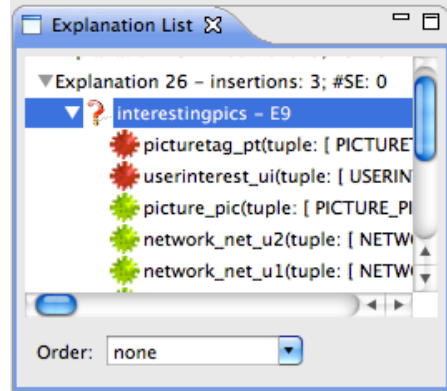 Explanation List
Explanation 26 – insertions: 3; #SE: 0
interestingpics – E9
picturetag_pt(tuple: [ PICTURET
userinterest_ui(tuple: [ USERIN
picture_pic(tuple: [ PICTURE_PI
network_net_u2(tuple: [ NETW
network_net_u1(tuple: [ NETW
Order: none